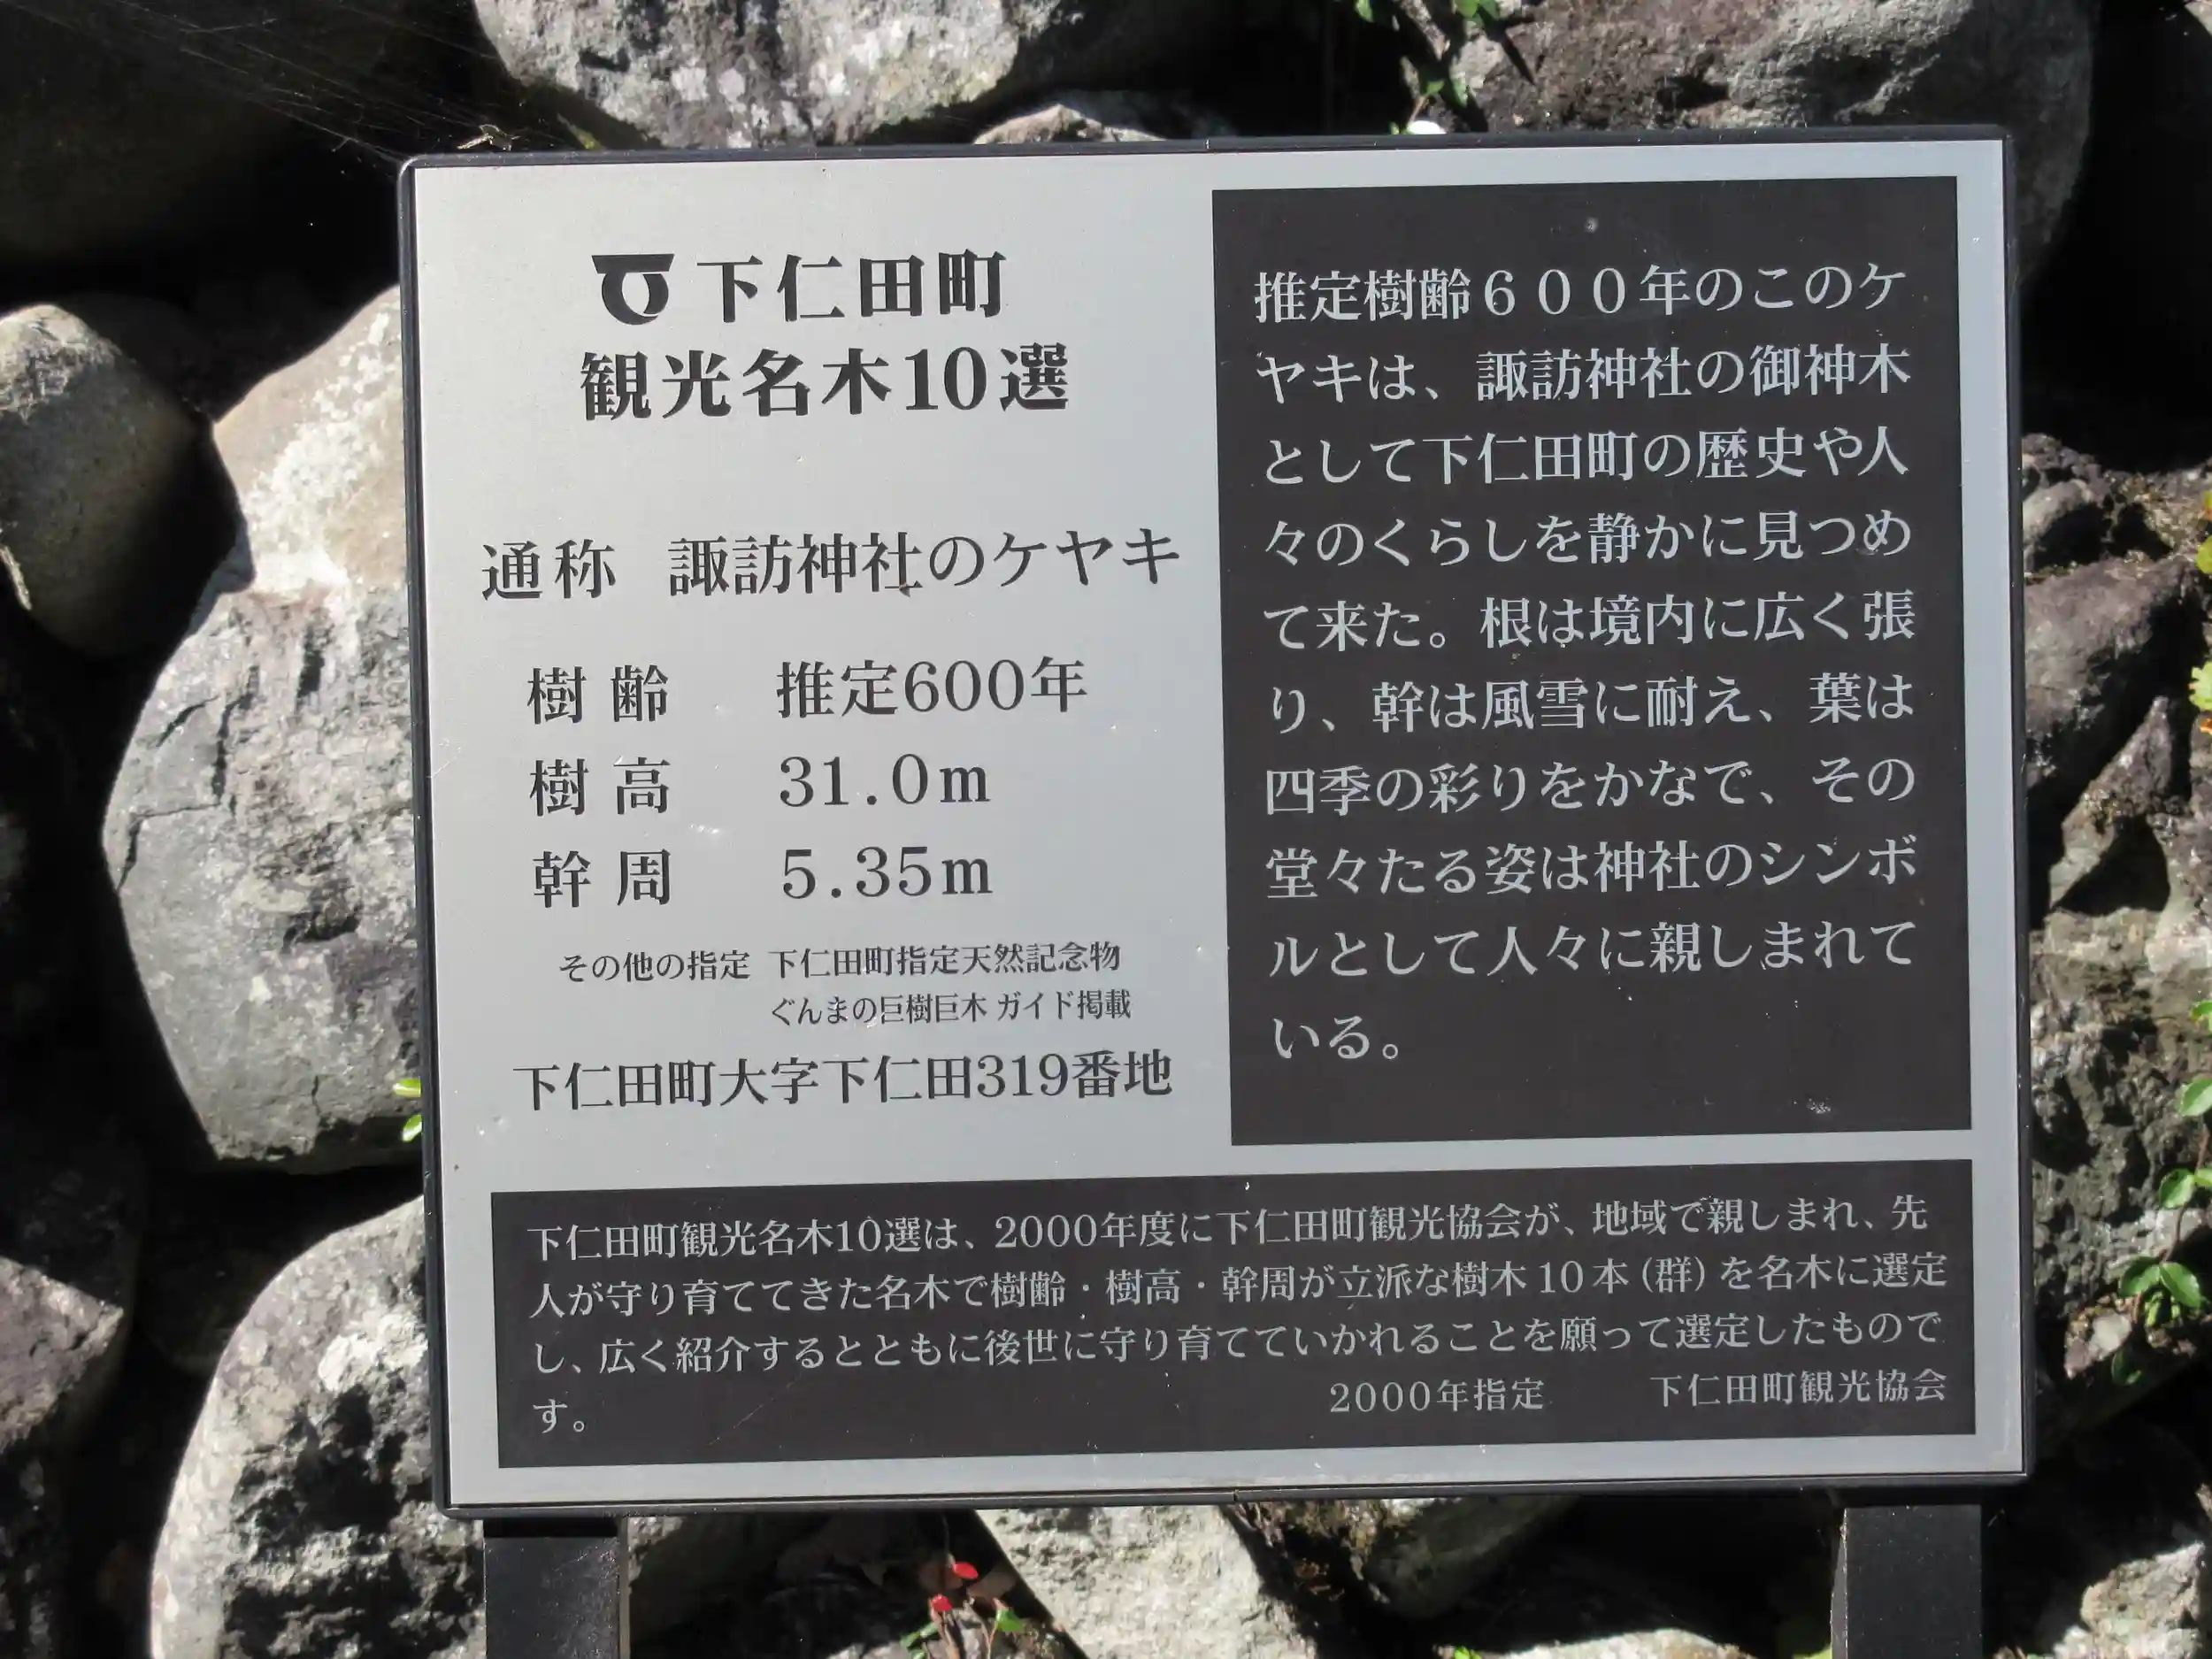 下仁田町
観光名木10選
通称 諏訪神社のケヤキ
樹齢 推定600年
樹高 31.0m
幹周 5.35m
その他の指定 下仁田町指定天然記念物
ぐんまの巨樹巨木 ガイド掲載
下仁田町大字下仁田319番地
推定樹齢600年のこのケ
ヤキは、諏訪神社の御神木
として下仁田町の歴史や人
々のくらしを静かに見つめ
て来た。根は境内に広く張
り、幹は風雪に耐え、葉は
四季の彩りをかなで、その
堂々たる姿は神社のシンボ
ルとして人々に親しまれて
いる。
下仁田町観光名木10選は、2000年度に下仁田町観光協会が、地域で親しまれ、先
人が守り育ててきた名木で樹齢・樹高・幹周が立派な樹木10本(群)を名木に選定
し、広く紹介するとともに後世に守り育てていかれることを願って選定したもので
す。
2000年指定 下仁田町観光協会